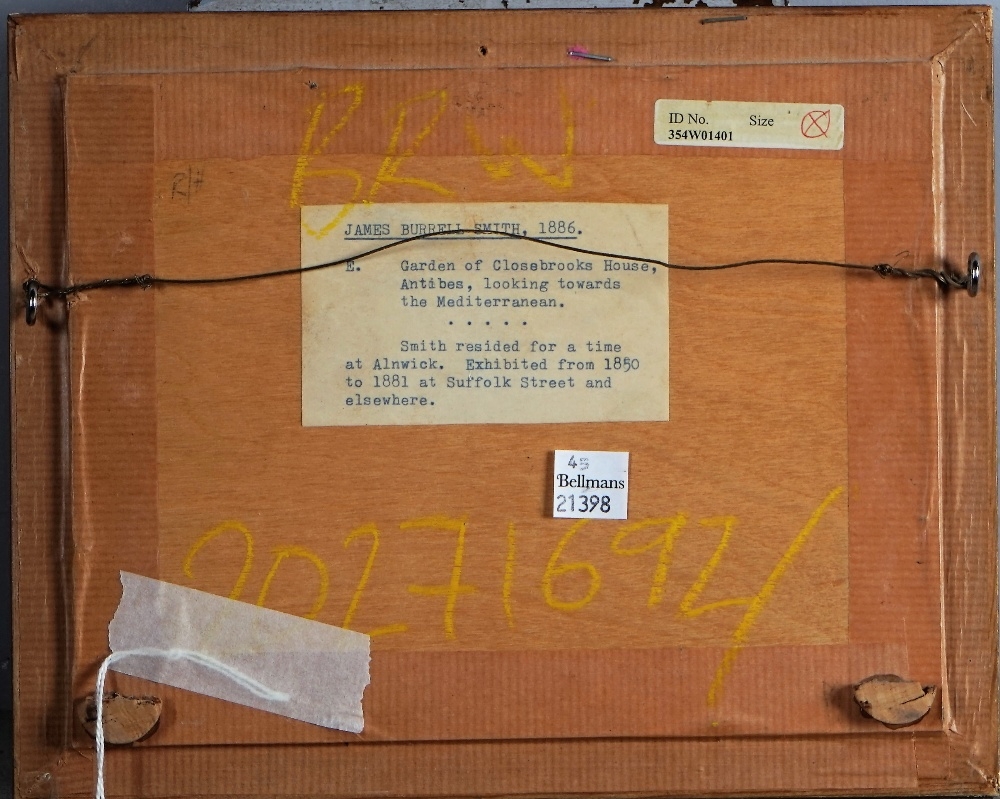 BRW
ID No. Size
354W01401
R/H
JAMES BURRELL SMITH, 1886.
E. Garden of Closebrooks House,
Antibes, looking towards
the Mediterranean.
. . . . .
Smith resided for a time
at Alnwick. Exhibited from 1850
to 1881 at Suffolk Street and
elsewhere.
45
Bellmans
21398
20271692/